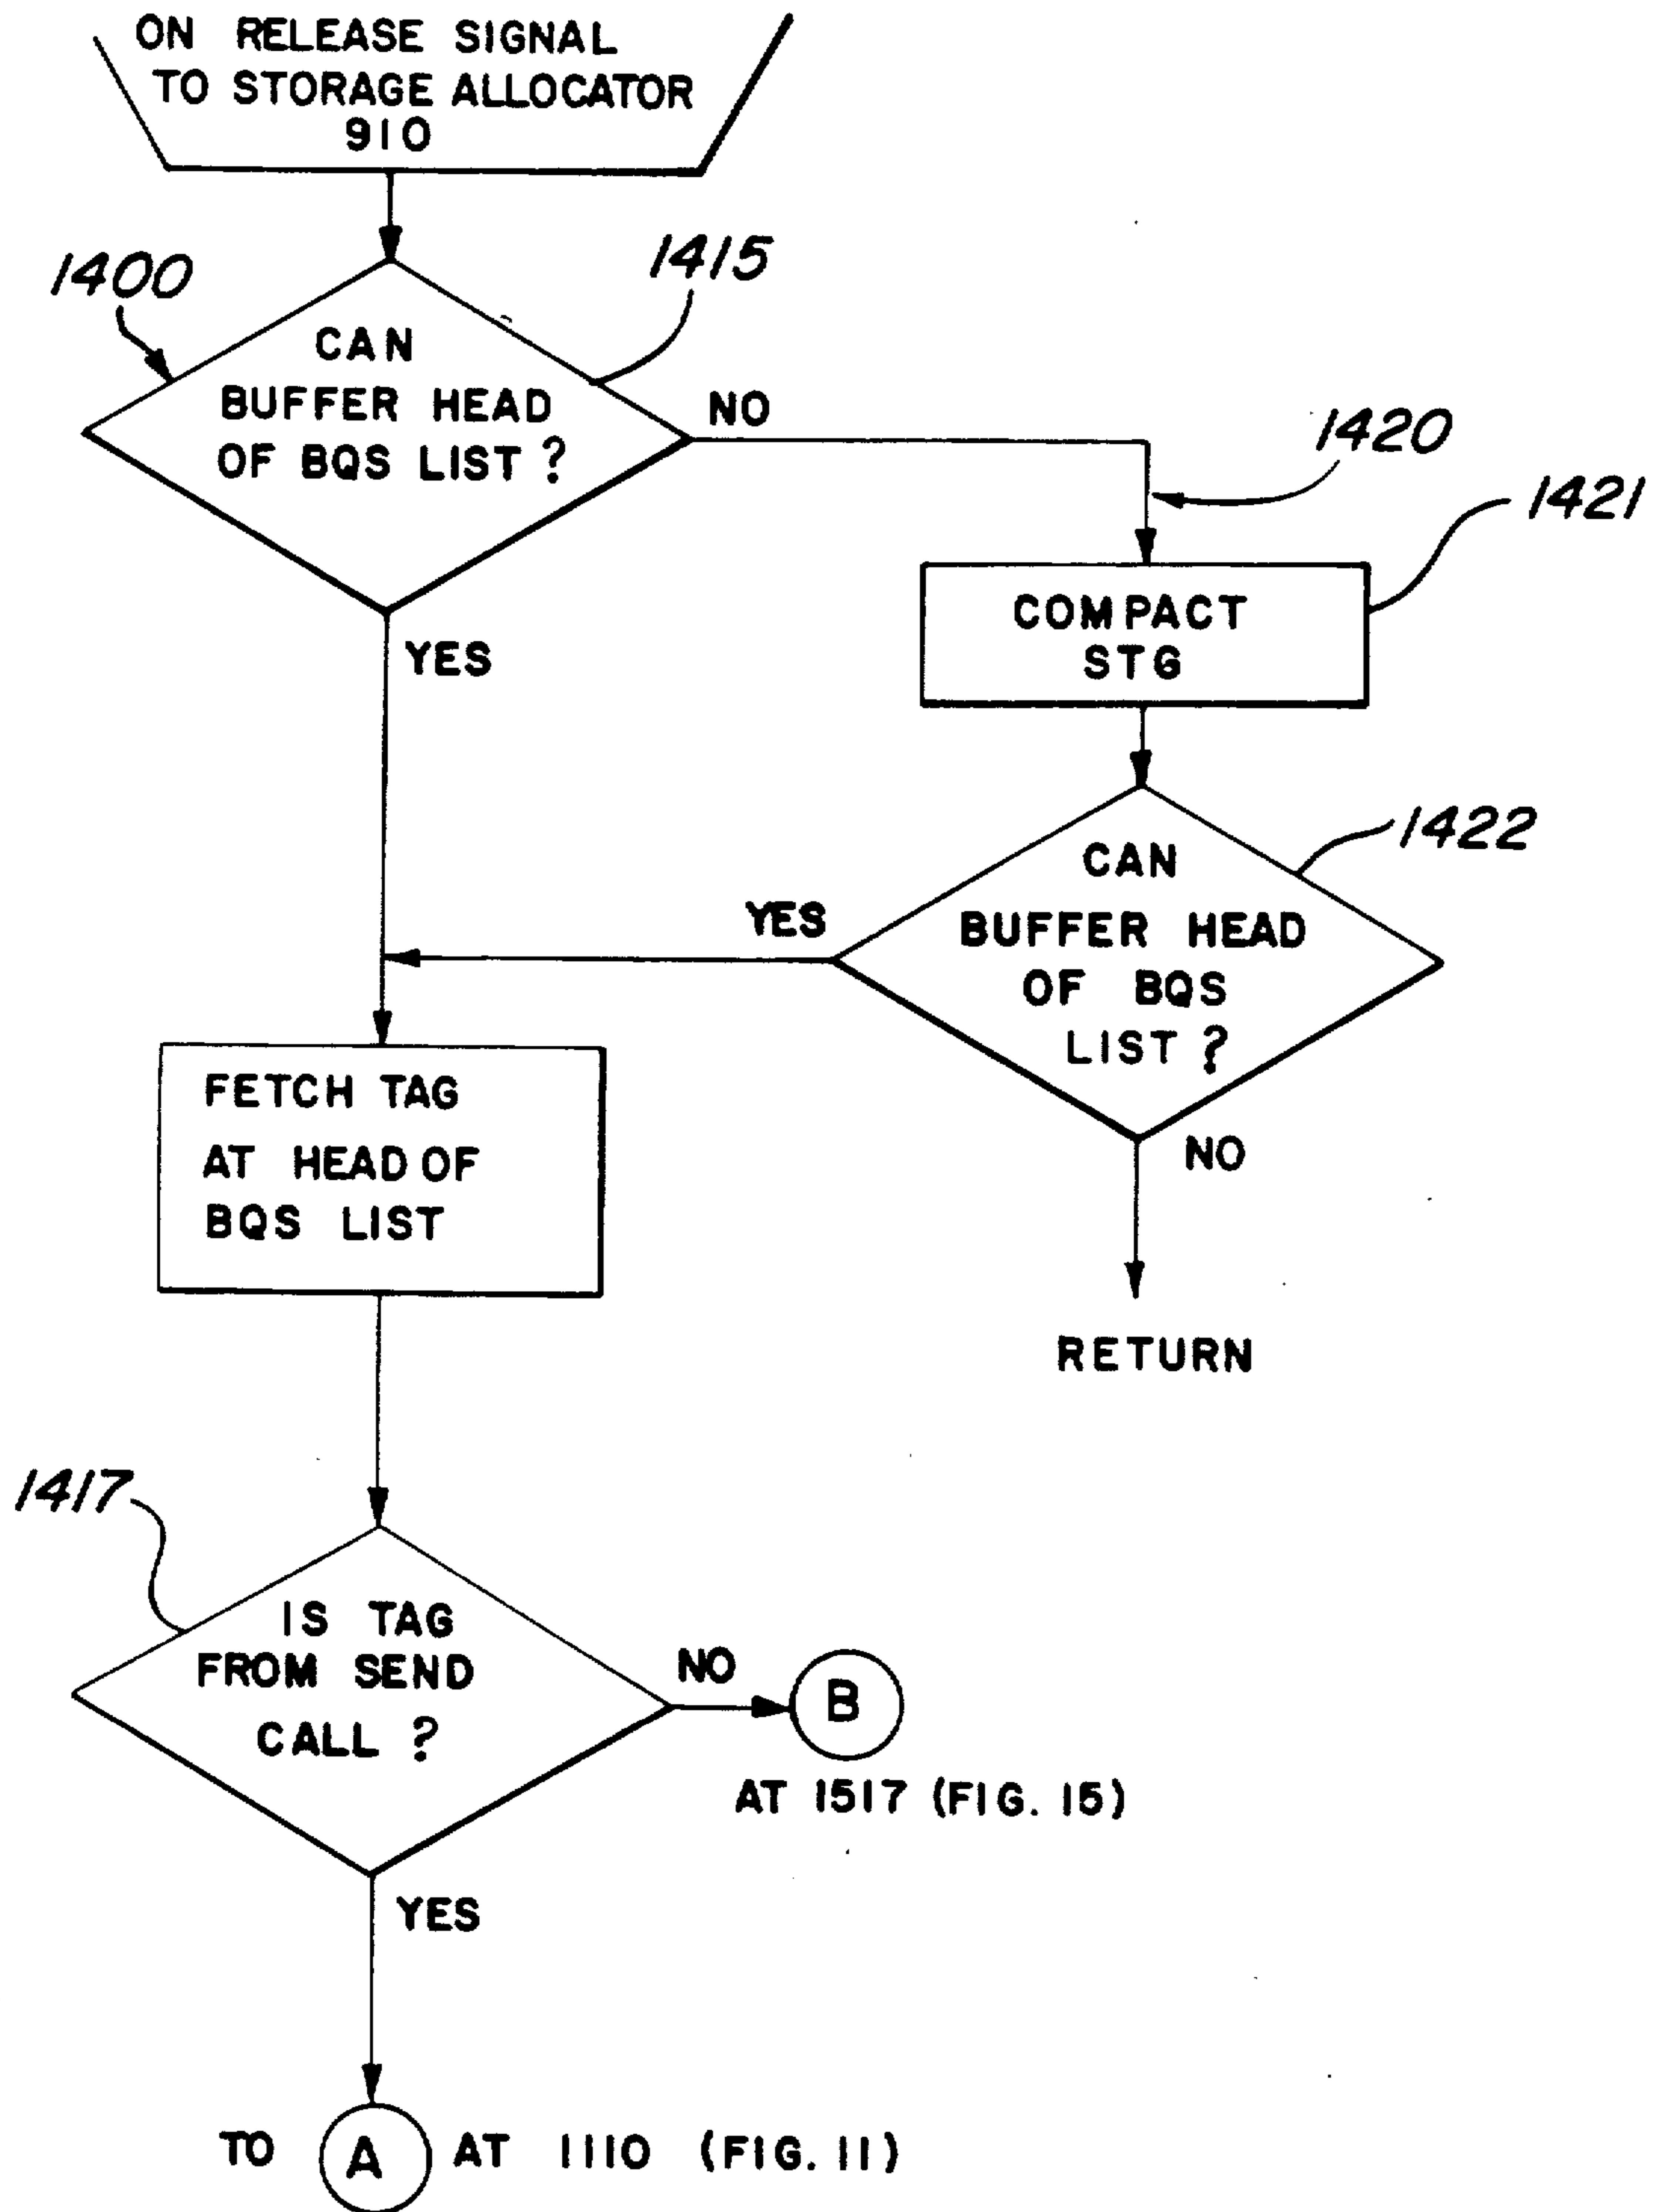 ON RELEASE SIGNAL
TO STORAGE ALLOCATOR
910
1400
1415
CAN
BUFFER HEAD
OF BQS LIST ?
NO
1420
1421
COMPACT
STG
YES
1422
CAN
BUFFER HEAD
OF BQS
LIST ?
YES
NO
RETURN
FETCH TAG
AT HEAD OF
BQS LIST
1417
IS TAG
FROM SEND
CALL ?
NO
B
AT 1517 (FIG. 15)
YES
TO A AT 1110 (FIG. 11)